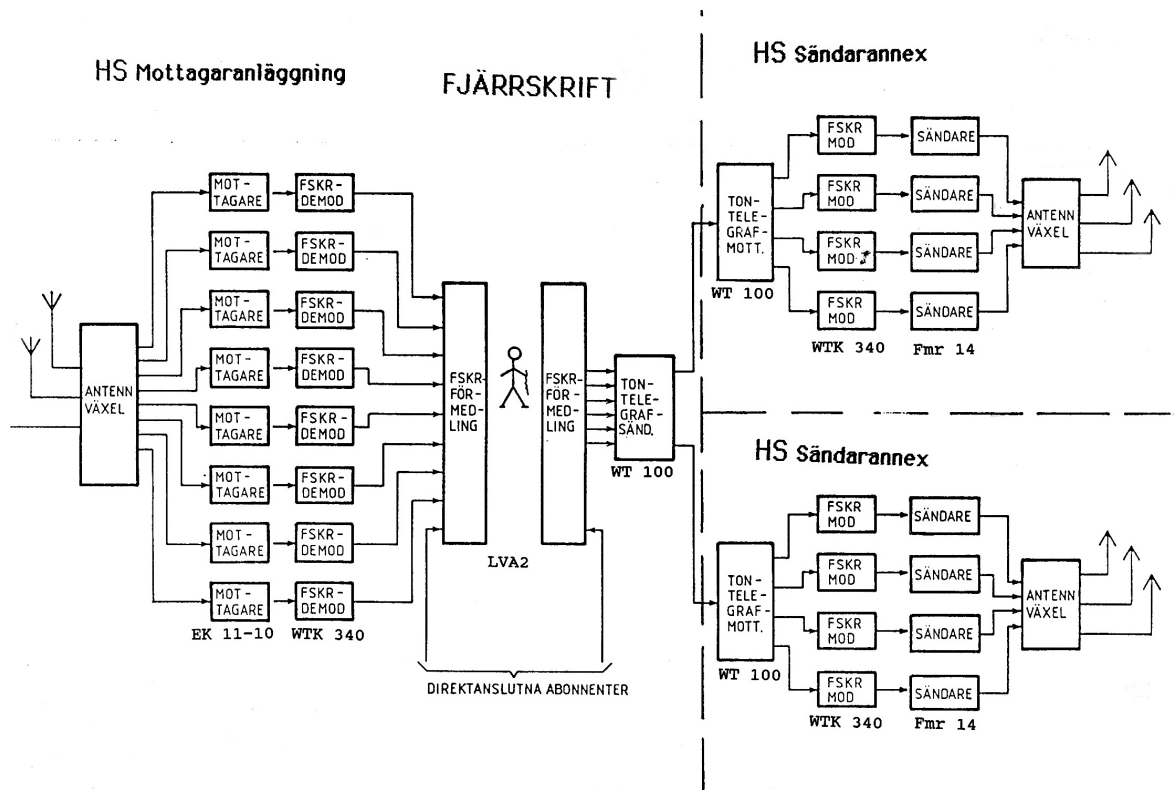 HS Mottagaranläggning
FJÄRRSKRIFT
HS Sändarannex
ANTENN
VÄXEL
MOT-
TAGARE
FSKR-
DEMOD
MOT-
TAGARE
FSKR-
DEMOD
MOT-
TAGARE
FSKR-
DEMOD
MOT-
TAGARE
FSKR-
DEMOD
MOT-
TAGARE
FSKR-
DEMOD
MOT-
TAGARE
FSKR-
DEMOD
MOT-
TAGARE
FSKR-
DEMOD
MOT-
TAGARE
FSKR-
DEMOD
EK 11-10
WTK 340
FSKR-
FÖR-
MED-
LING
FSKR-
FÖR-
MED-
LING
LVA2
DIREKTANSLUTNA ABONNENTER
TON-
TELE-
GRAF-
SÄND.
WT 100
TON-
TELE-
GRAF-
MOTT.
WT 100
FSKR
MOD
SÄNDARE
FSKR
MOD
SÄNDARE
FSKR
MOD
SÄNDARE
FSKR
MOD
SÄNDARE
WTK 340
Fmr 14
ANTENN
VÄXEL
HS Sändarannex
TON-
TELE-
GRAF-
MOTT.
WT 100
FSKR
MOD
SÄNDARE
FSKR
MOD
SÄNDARE
FSKR
MOD
SÄNDARE
FSKR
MOD
SÄNDARE
WTK 340
Fmr 14
ANTENN
VÄXEL